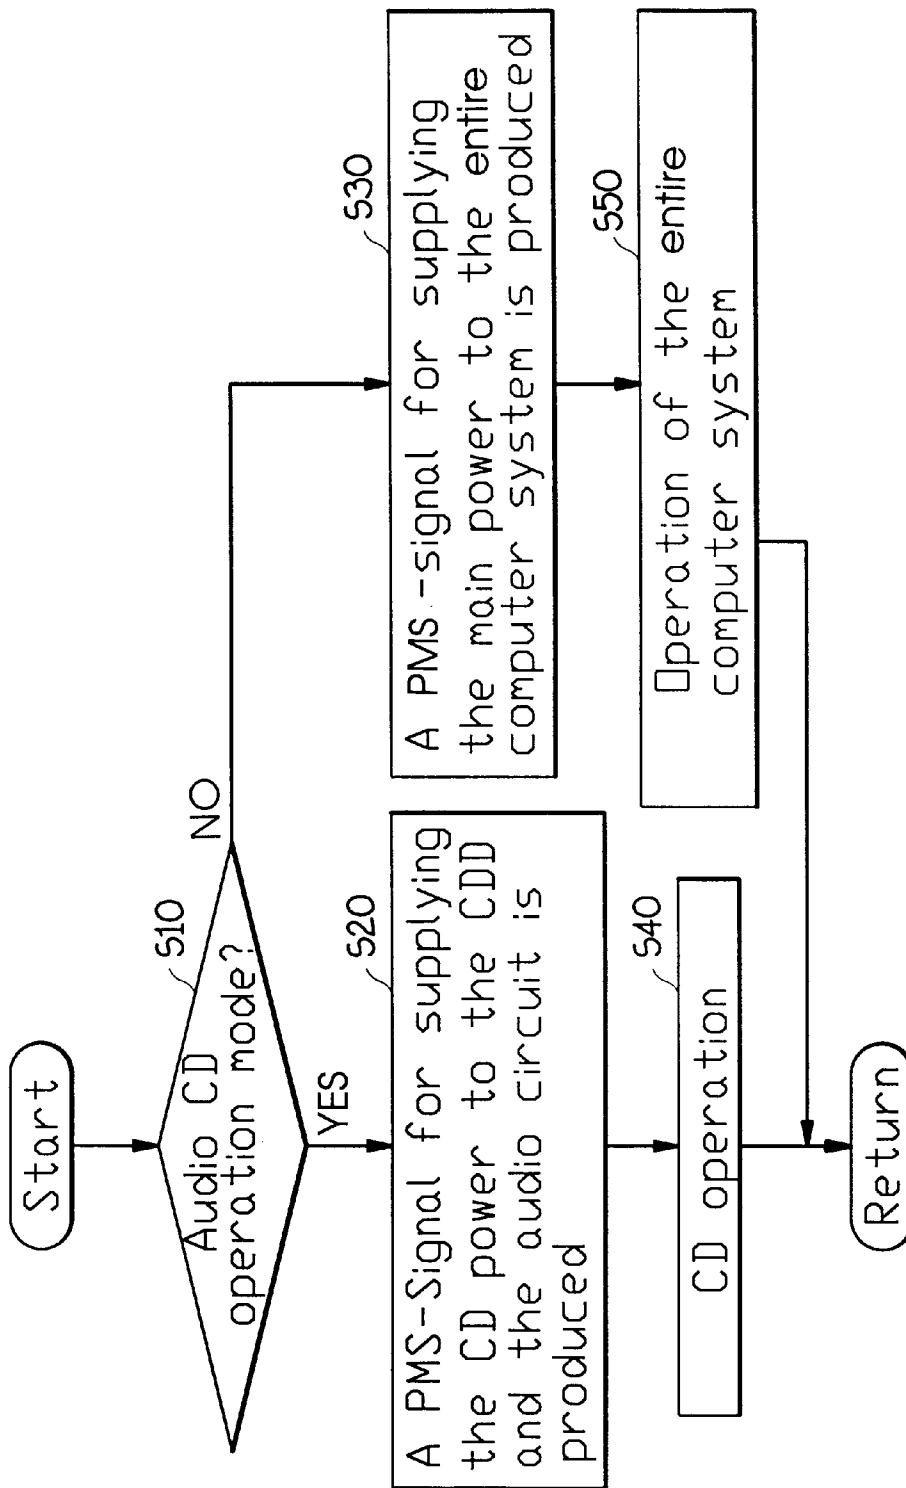 Start
510
Audio CD
operation mode?
NO
YES
520
A PMS-Signal for supplying
the CD power to the CDD
and the audio circuit is
produced
530
A PMS.-signal for supplying
the main power to the entire
computer system is produced
540
CD operation
550
Operation of the entire
computer system
Return